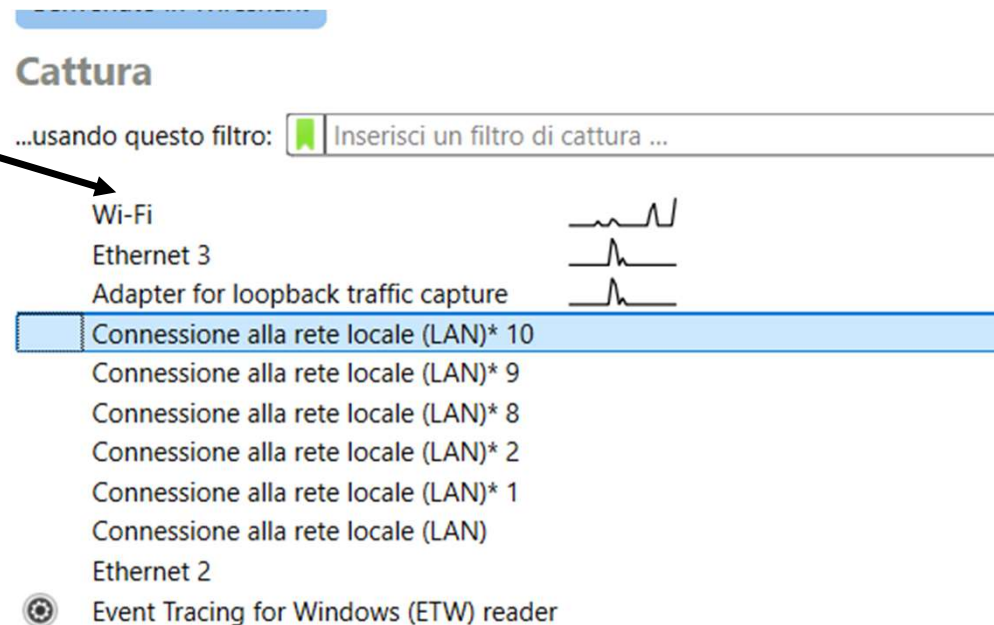 Cattura
...usando questo filtro: Inserisci un filtro di cattura ...
Wi-Fi
Ethernet 3
Adapter for loopback traffic capture
Connessione alla rete locale (LAN)* 10
Connessione alla rete locale (LAN)* 9
Connessione alla rete locale (LAN)* 8
Connessione alla rete locale (LAN)* 2
Connessione alla rete locale (LAN)* 1
Connessione alla rete locale (LAN)
Ethernet 2
Event Tracing for Windows (ETW) reader